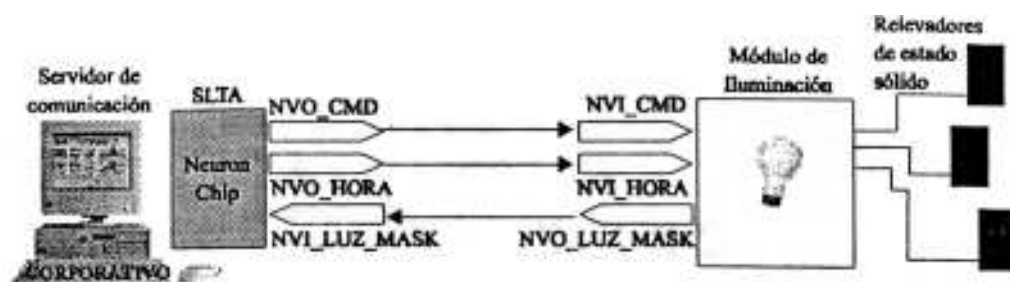 Servidor de
comunicación
SLTA
Neuron
Chip
NVO_CMD
NVO_HORA
NVI_LUZ_MASK
NVI_CMD
NVI_HORA
NVO_LUZ_MASK
Módulo de
Iluminación
Relevadores
de estado
sólido
CORPORATIVO